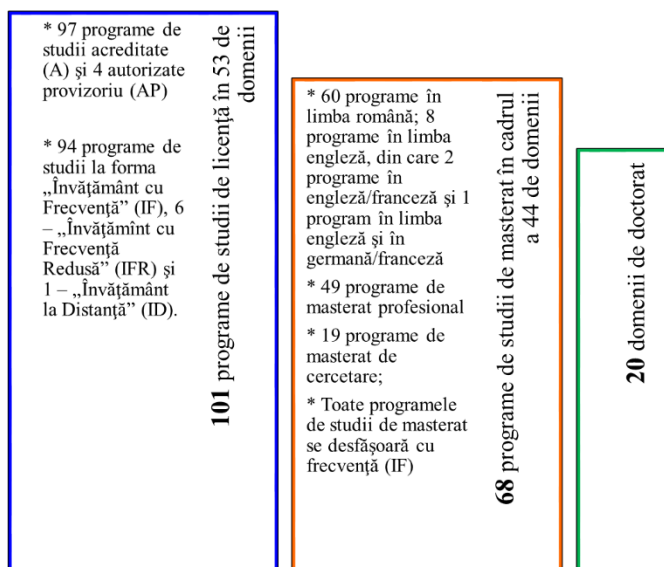 * 97 programe de
studii acreditate
(A) şi 4 autorizate
provizoriu (AP)
* 94 programe de
studii la forma
„Învăţământ cu
Frecvenţă” (IF), 6
– „Învăţămînt cu
Frecvenţă
Redusă” (IFR) şi
1 – „Învăţământ
la Distanţă” (ID).
101 programe de studii de licenţă în 53 de
domenii
* 60 programe în
limba română; 8
programe în limba
engleză, din care 2
programe în
engleză/franceză şi 1
program în limba
engleză şi în
germană/franceză
* 49 programe de
masterat profesional
* 19 programe de
masterat de
cercetare;
* Toate programele
de studii de masterat
se desfăşoară cu
frecvenţă (IF)
68 programe de studii de masterat în cadrul
a 44 de domenii
20 domenii de doctorat